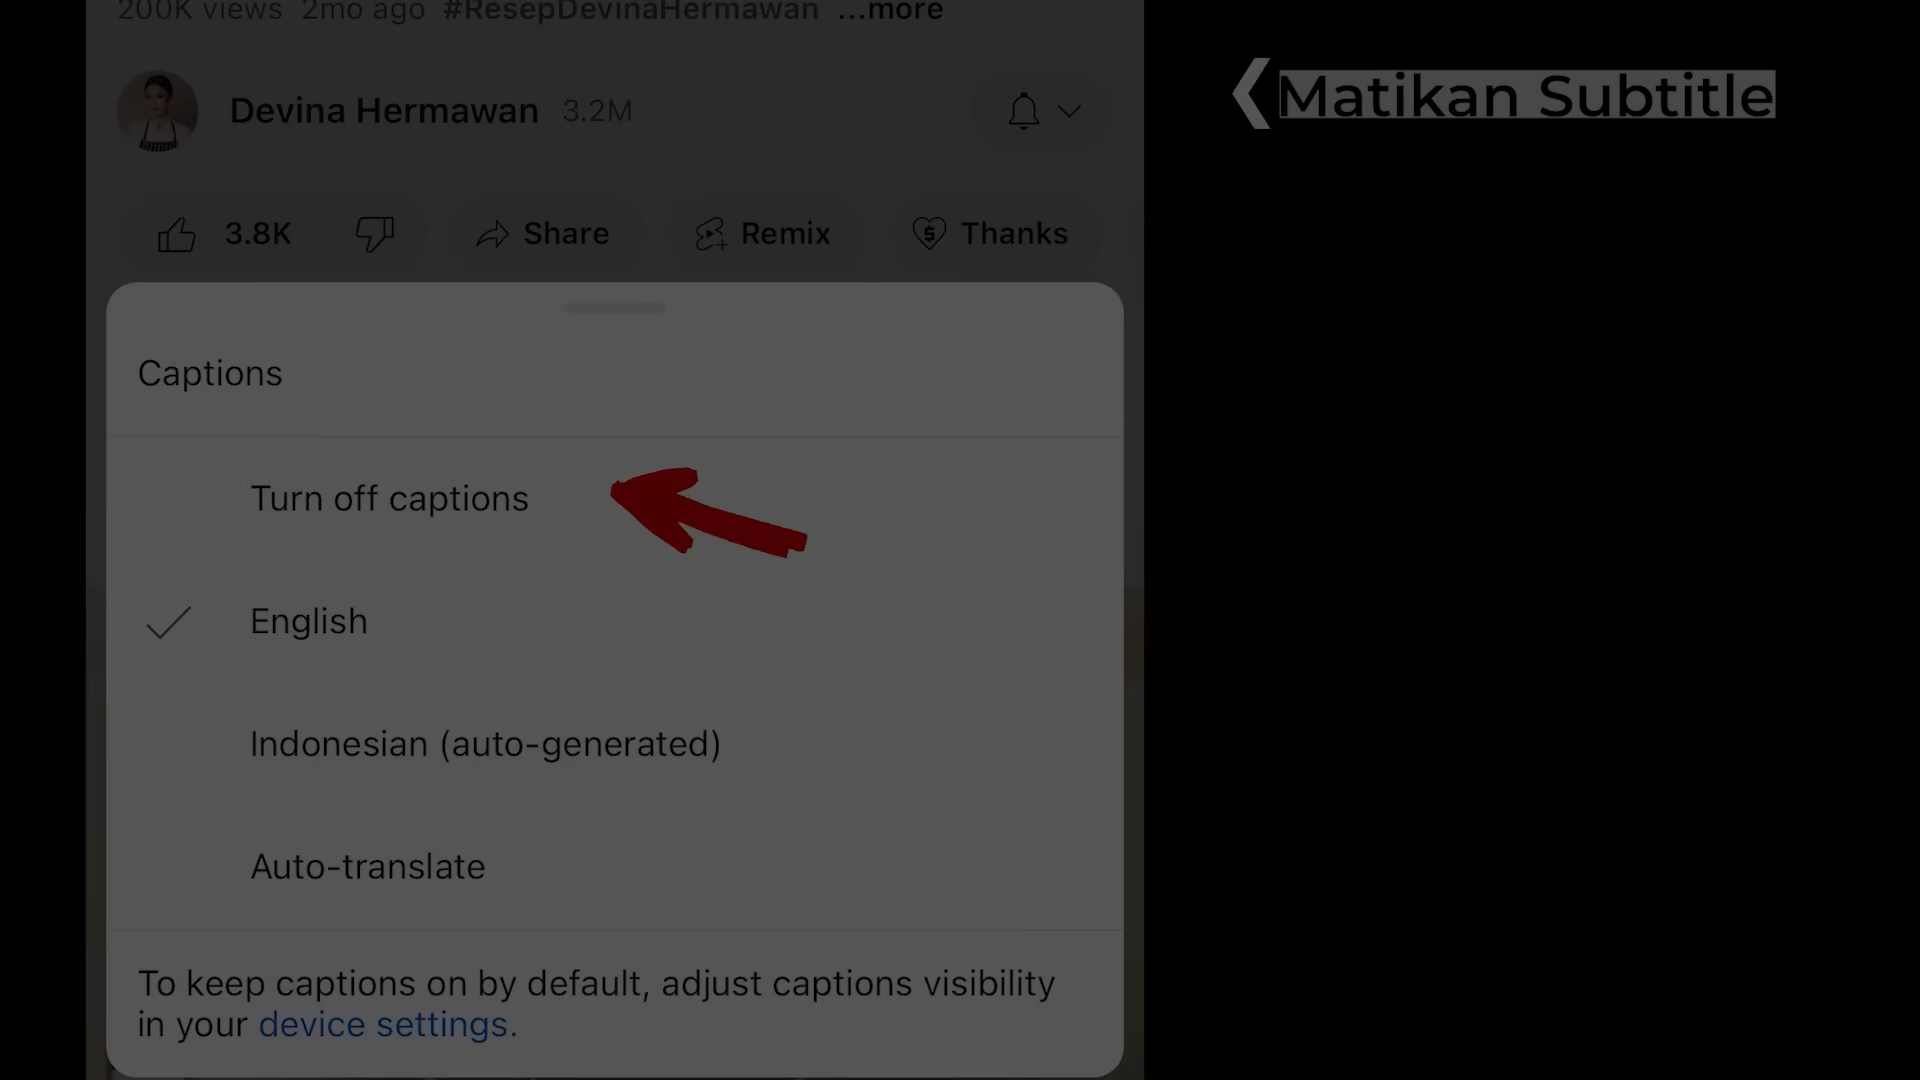 200K views 2mo ago #ResepDevinaHermawan ...more
Devina Hermawan 3.2M
3.8K Share Remix Thanks
Captions
Turn off captions
English
Indonesian (auto-generated)
Auto-translate
To keep captions on by default, adjust captions visibility
in your device settings.
Matikan Subtitle